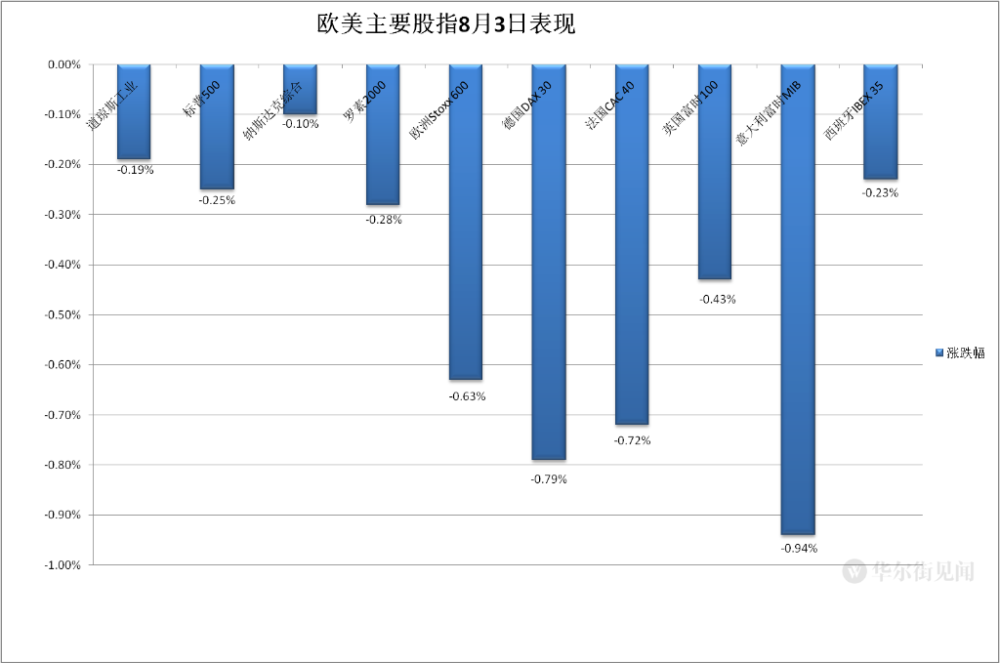 欧美主要股指8月3日表现
0.00%
-0.10%
-0.20%
-0.30%
-0.40%
-0.50%
-0.60%
-0.70%
-0.80%
-0.90%
-1.00%
道琼斯工业
标普500
纳斯达克综合
罗素2000
欧洲Stoxx 600
德国DAX 30
法国CAC 40
英国富时100
意大利富时MIB
西班牙IBEX 35
-0.19%
-0.25%
-0.10%
-0.28%
-0.63%
-0.79%
-0.72%
-0.43%
-0.94%
-0.23%
涨跌幅
W 华尔街见闻